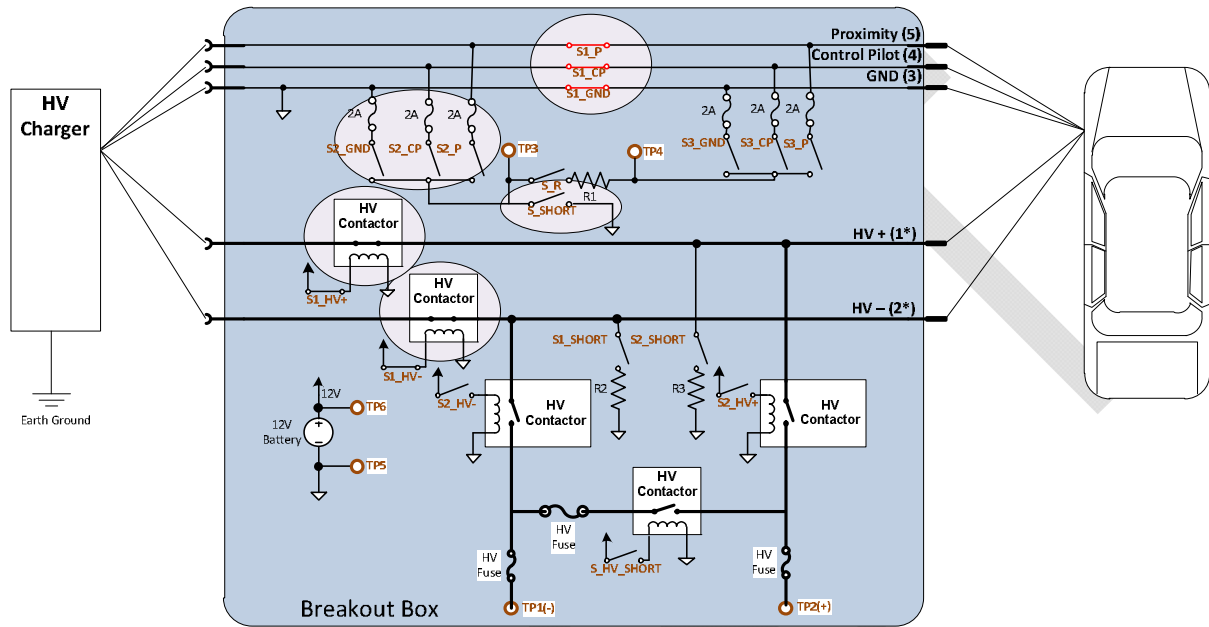 Proximity (5)
S1_P
Control Pilot (4)
S1_CP
GND (3)
S1_GND
HV
Charger
2A
2A
2A
2A
2A
2A
S2_GND
S2_CP
S2_P
TP3
TP4
S3_GND
S3_CP
S3_P
S_R
R1
S_SHORT
HV
Contactor
HV + (1*)
S1_HV+
HV
Contactor
HV – (2*)
S1_SHORT
S2_SHORT
S1_HV-
S2_HV-
R2
R3
S2_HV+
12V
TP6
HV
Contactor
HV
Contactor
12V
Battery
+
−
TP5
Earth Ground
HV
Contactor
HV
Fuse
HV
Fuse
S_HV_SHORT
HV
Fuse
Breakout Box
TP1(-)
TP2(+)